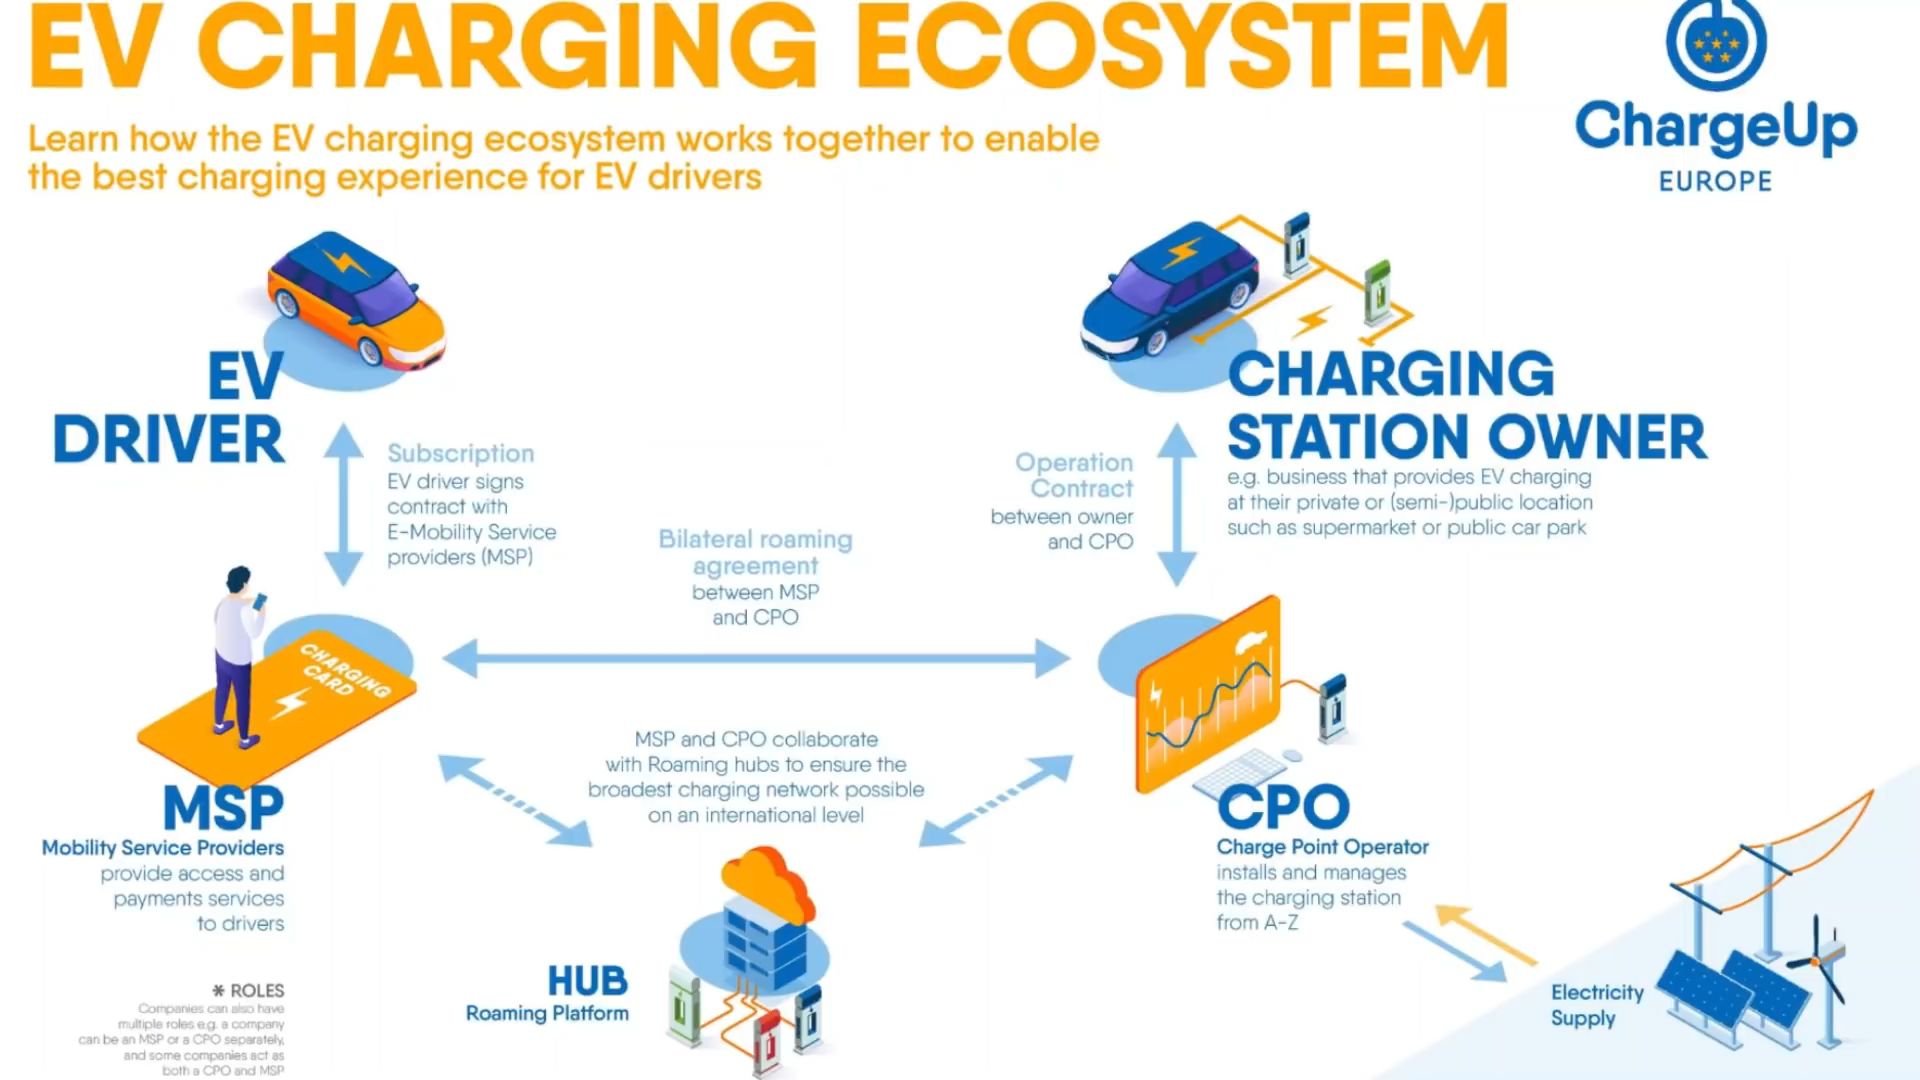 EV CHARGING ECOSYSTEM
Learn how the EV charging ecosystem works together to enable
the best charging experience for EV drivers
ChargeUp
EUROPE
EV
DRIVER
Subscription
EV driver signs
contract with
E-Mobility Service
providers (MSP)
Bilateral roaming
agreement
between MSP
and CPO
Operation
Contract
between owner
and CPO
CHARGING
STATION OWNER
e.g. business that provides EV charging
at their private or (semi-)public location
such as supermarket or public car park
CHARGING
CARD
MSP
Mobility Service Providers
provide access and
payments services
to drivers
MSP and CPO collaborate
with Roaming hubs to ensure the
broadest charging network possible
on an international level
CPO
Charge Point Operator
installs and manages
the charging station
from A-Z
HUB
Roaming Platform
Electricity
Supply
* ROLES
Companies can also have
multiple roles e.g. a company
can be an MSP or a CPO separately,
and some companies act as
both a CPO and MSP